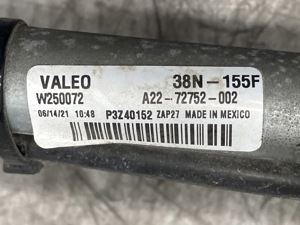 VALEO 38N-155F
W250072 A22-72752-002
06/14/21 10:48 P3Z40152 ZAP27 MADE IN MEXICO